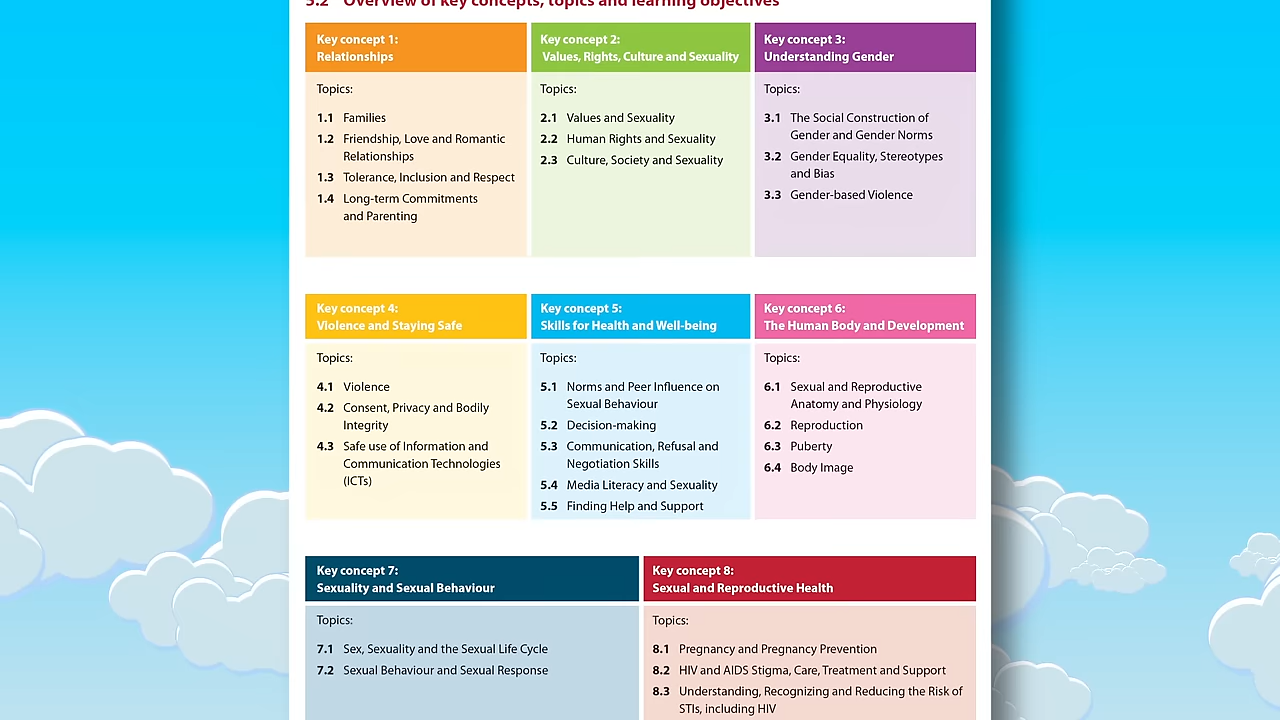 5.2 Overview of key concepts, topics and learning objectives
Key concept 1:
Relationships
Topics:
1.1 Families
1.2 Friendship, Love and Romantic
Relationships
1.3 Tolerance, Inclusion and Respect
1.4 Long-term Commitments
and Parenting
Key concept 2:
Values, Rights, Culture and Sexuality
Topics:
2.1 Values and Sexuality
2.2 Human Rights and Sexuality
2.3 Culture, Society and Sexuality
Key concept 3:
Understanding Gender
Topics:
3.1 The Social Construction of
Gender and Gender Norms
3.2 Gender Equality, Stereotypes
and Bias
3.3 Gender-based Violence
Key concept 4:
Violence and Staying Safe
Topics:
4.1 Violence
4.2 Consent, Privacy and Bodily
Integrity
4.3 Safe use of Information and
Communication Technologies
(ICTs)
Key concept 5:
Skills for Health and Well-being
Topics:
5.1 Norms and Peer Influence on
Sexual Behaviour
5.2 Decision-making
5.3 Communication, Refusal and
Negotiation Skills
5.4 Media Literacy and Sexuality
5.5 Finding Help and Support
Key concept 6:
The Human Body and Development
Topics:
6.1 Sexual and Reproductive
Anatomy and Physiology
6.2 Reproduction
6.3 Puberty
6.4 Body Image
Key concept 7:
Sexuality and Sexual Behaviour
Topics:
7.1 Sex, Sexuality and the Sexual Life Cycle
7.2 Sexual Behaviour and Sexual Response
Key concept 8:
Sexual and Reproductive Health
Topics:
8.1 Pregnancy and Pregnancy Prevention
8.2 HIV and AIDS Stigma, Care, Treatment and Support
8.3 Understanding, Recognizing and Reducing the Risk of
STIs, including HIV